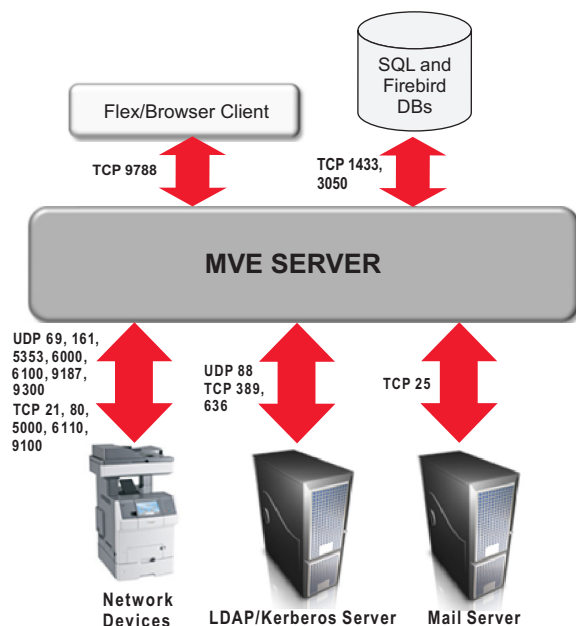 SQL and
Firebird
DBs
Flex/Browser Client
TCP 9788
TCP 1433,
3050
MVE SERVER
UDP 69, 161,
5353, 6000,
6100, 9187,
9300
TCP 21, 80,
5000, 6110,
9100
UDP 88
TCP 389,
636
TCP 25
Network
Devices
LDAP/Kerberos Server
Mail Server